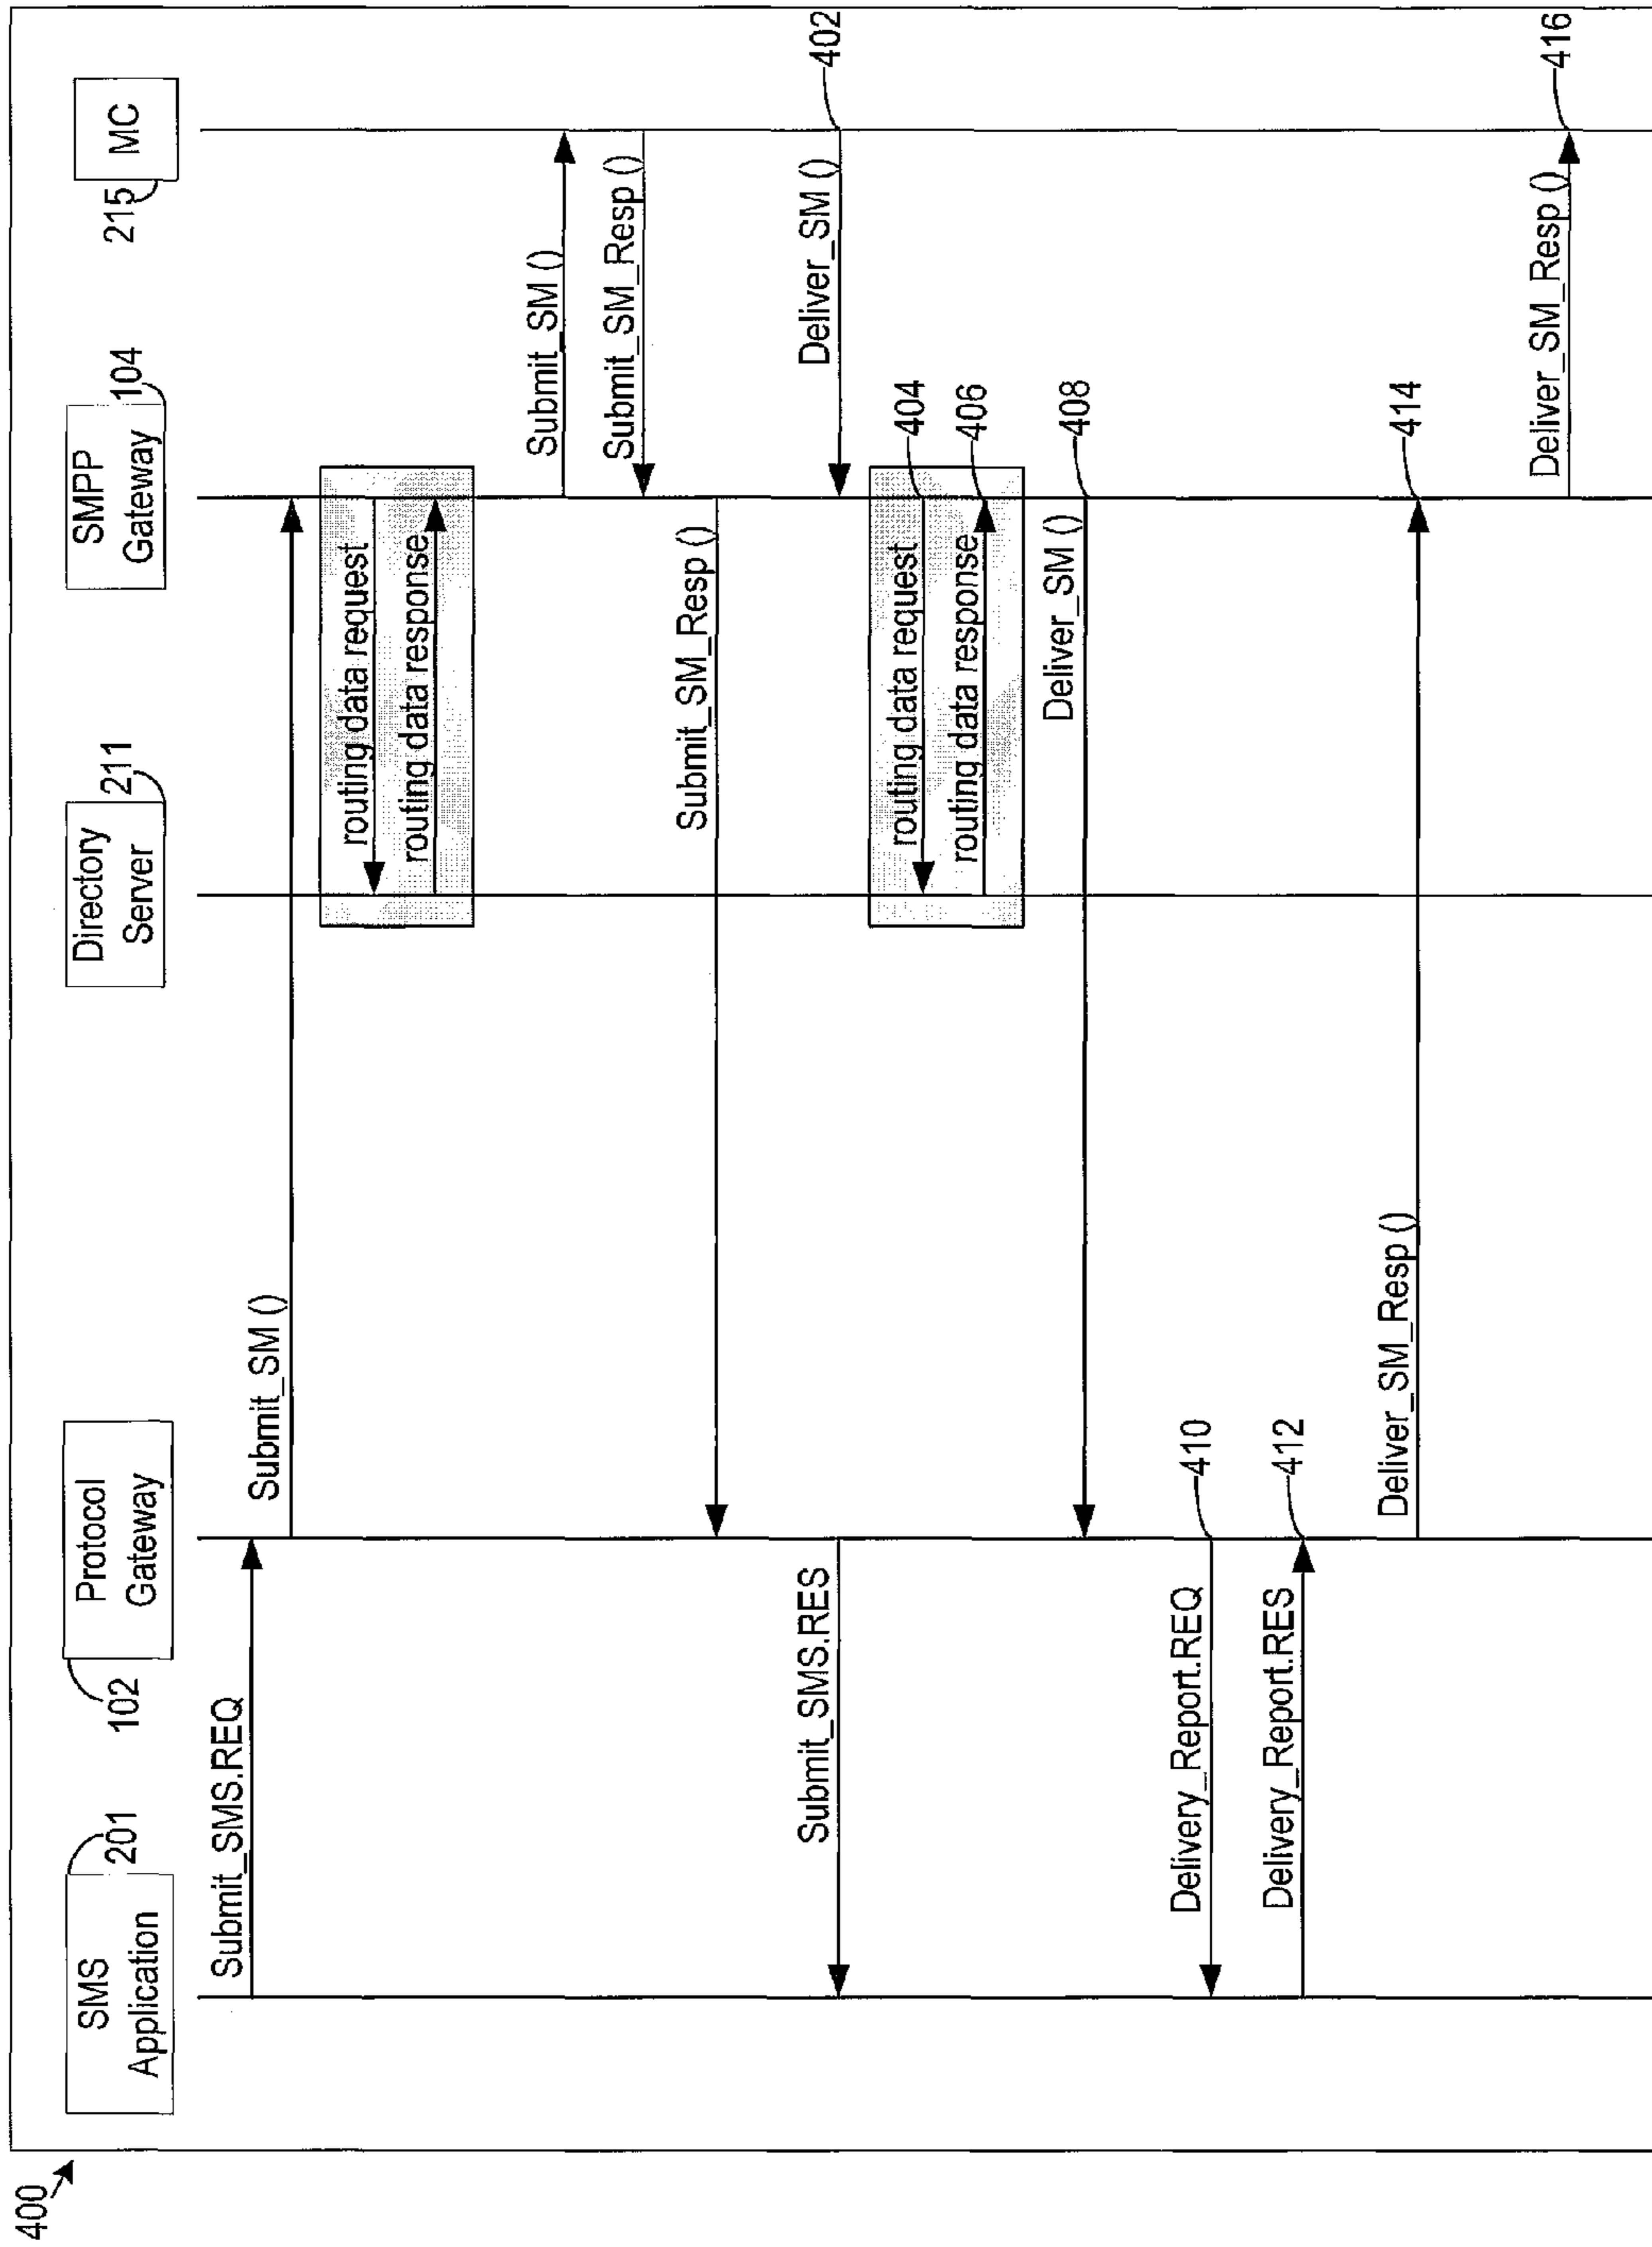 400
SMS
Application
201
Protocol
Gateway
102
Directory
Server
211
SMPP
Gateway
104
MC
215
Submit_SMS.REQ
Submit_SM ()
routing data request
routing data response
Submit_SM ()
Submit_SM_Resp ()
Submit_SM_Resp ()
Submit_SMS.RES
Deliver_SM ()
402
routing data request
404
routing data response
406
Deliver_SM ()
408
Delivery_Report.REQ
410
Delivery_Report.RES
412
Deliver_SM_Resp ()
414
Deliver_SM_Resp ()
416